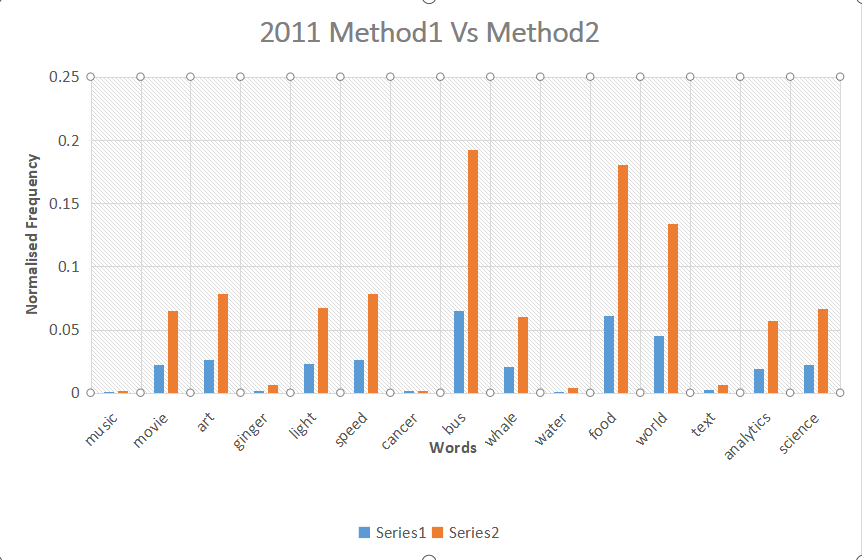 2011 Method1 Vs Method2
0.25
0.2
0.15
0.1
0.05
0
Normalised Frequency
music
movie
art
ginger
light
speed
cancer
bus
whale
water
food
world
text
analytics
science
Words
Series1 Series2